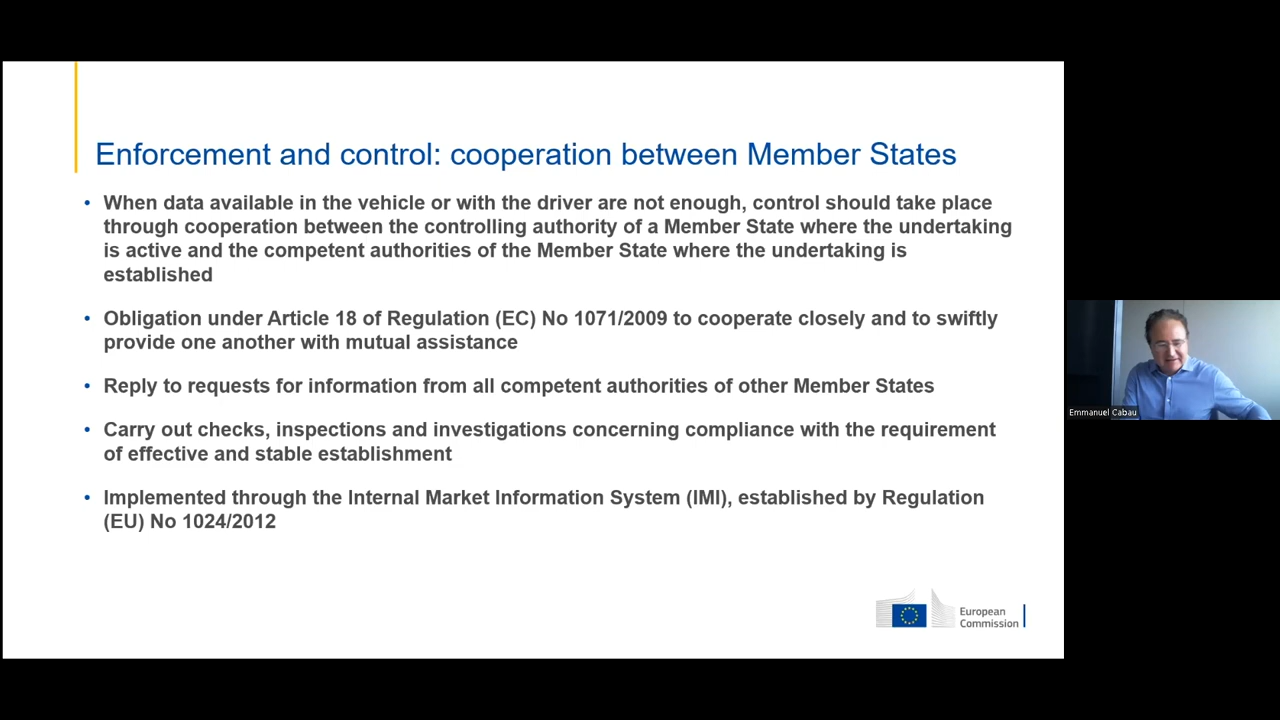 Enforcement and control: cooperation between Member States
• When data available in the vehicle or with the driver are not enough, control should take place
through cooperation between the controlling authority of a Member State where the undertaking
is active and the competent authorities of the Member State where the undertaking is
established
• Obligation under Article 18 of Regulation (EC) No 1071/2009 to cooperate closely and to swiftly
provide one another with mutual assistance
• Reply to requests for information from all competent authorities of other Member States
• Carry out checks, inspections and investigations concerning compliance with the requirement
of effective and stable establishment
• Implemented through the Internal Market Information System (IMI), established by Regulation
(EU) No 1024/2012
European
Commission
Emmanuel Cabau